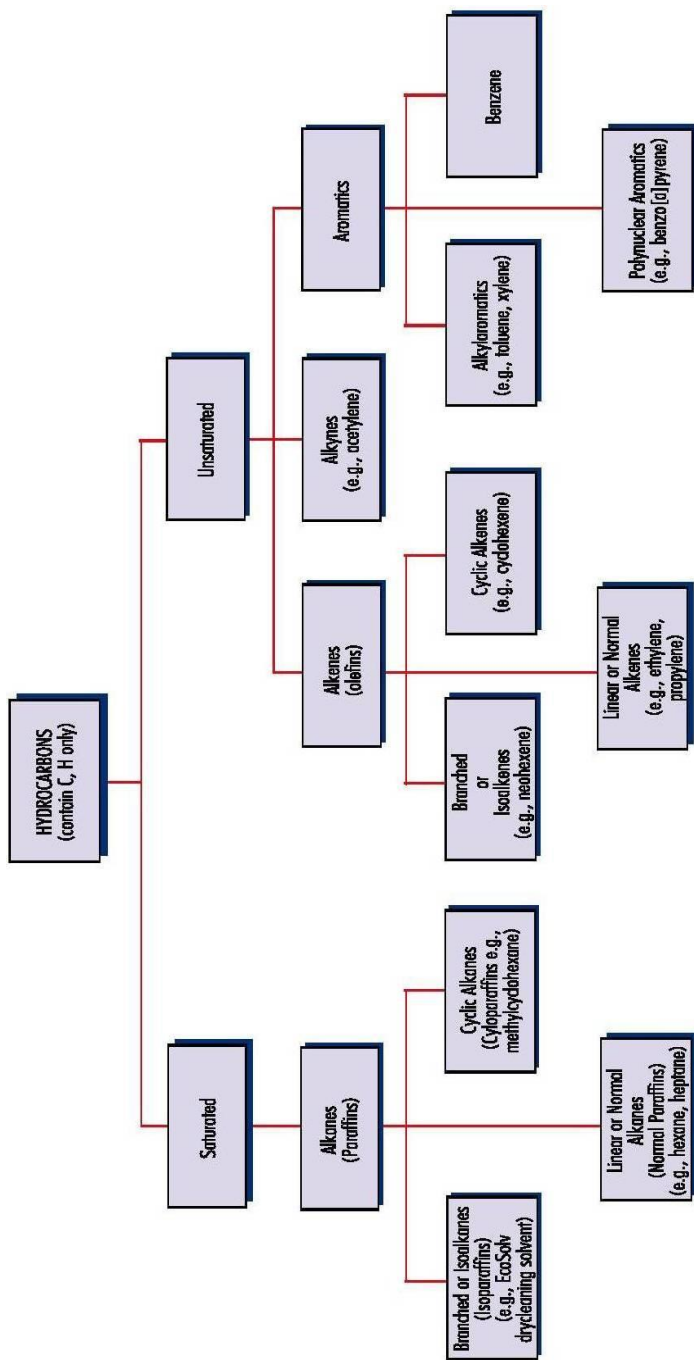 HYDROCARBONS
(contain C, H only)
Saturated
Unsaturated
Alkanes
(Paraffins)
Alkenes
(olefins)
Alkynes
(e.g., acetylene)
Aromatics
Branched or Isoalkanes
(Isoparaffins)
(e.g., EcoSolv
drycleaning solvent)
Cyclic Alkanes
(Cyloparaffins e.g.,
methylcyclohexane)
Branched
or
Isoalkenes
(e.g., neohexene)
Cyclic Alkenes
(e.g., cyclohexene)
Alkylaromatics
(e.g., toluene, xylene)
Benzene
Linear or Normal
Alkanes
(Normal Paraffins)
(e.g., hexane, heptane)
Linear or Normal
Alkenes
(e.g., ethylene,
propylene)
Polynuclear Aromatics
(e.g., benzo[a]pyrene)